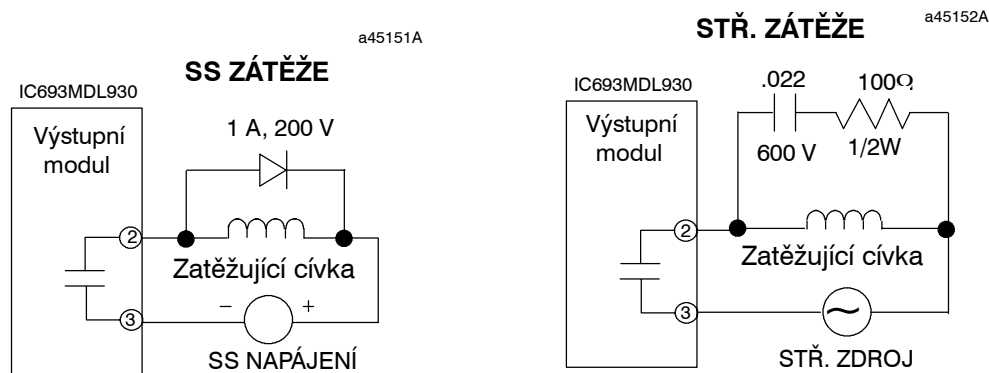 a45151A
SS ZÁTĚŽE
IC693MDL930
Výstupní
modul
1 A, 200 V
2
Zatěžující cívka
3
− +
SS NAPÁJENÍ
a45152A
STŘ. ZÁTĚŽE
IC693MDL930
Výstupní
modul
.022
100Ω
600 V
1/2W
2
Zatěžující cívka
3
STŘ. ZDROJ